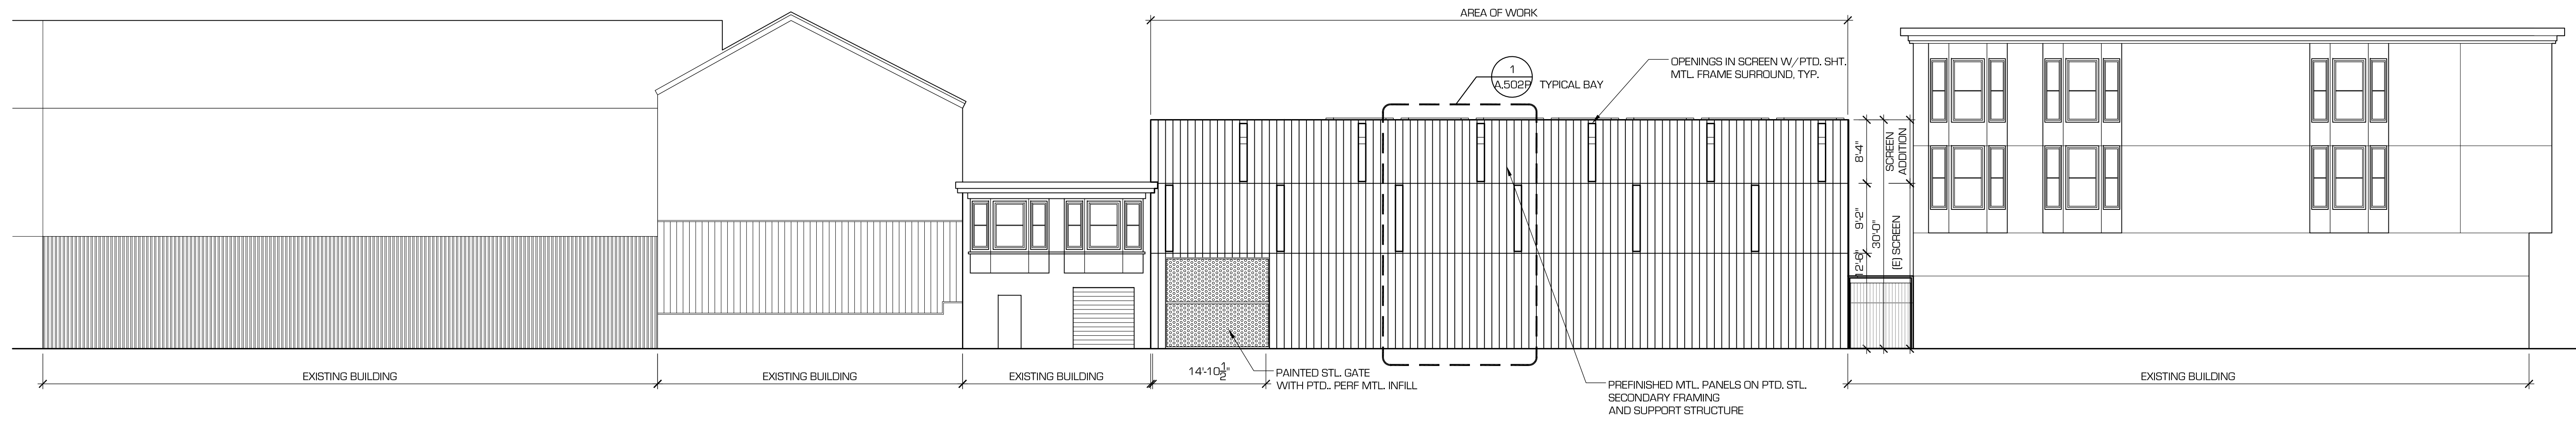 AREA OF WORK
1
A.502P
TYPICAL BAY
OPENINGS IN SCREEN W/PTD. SHT.
MTL. FRAME SURROUND, TYP.
8'-4"
SCREEN
ADDITION
9'-2"
30'-0"
(E) SCREEN
12'-6"
EXISTING BUILDING
EXISTING BUILDING
EXISTING BUILDING
14'-10 1/2"
PAINTED STL. GATE
WITH PTD.. PERF MTL. INFILL
PREFINISHED MTL. PANELS ON PTD. STL.
SECONDARY FRAMING
AND SUPPORT STRUCTURE
EXISTING BUILDING